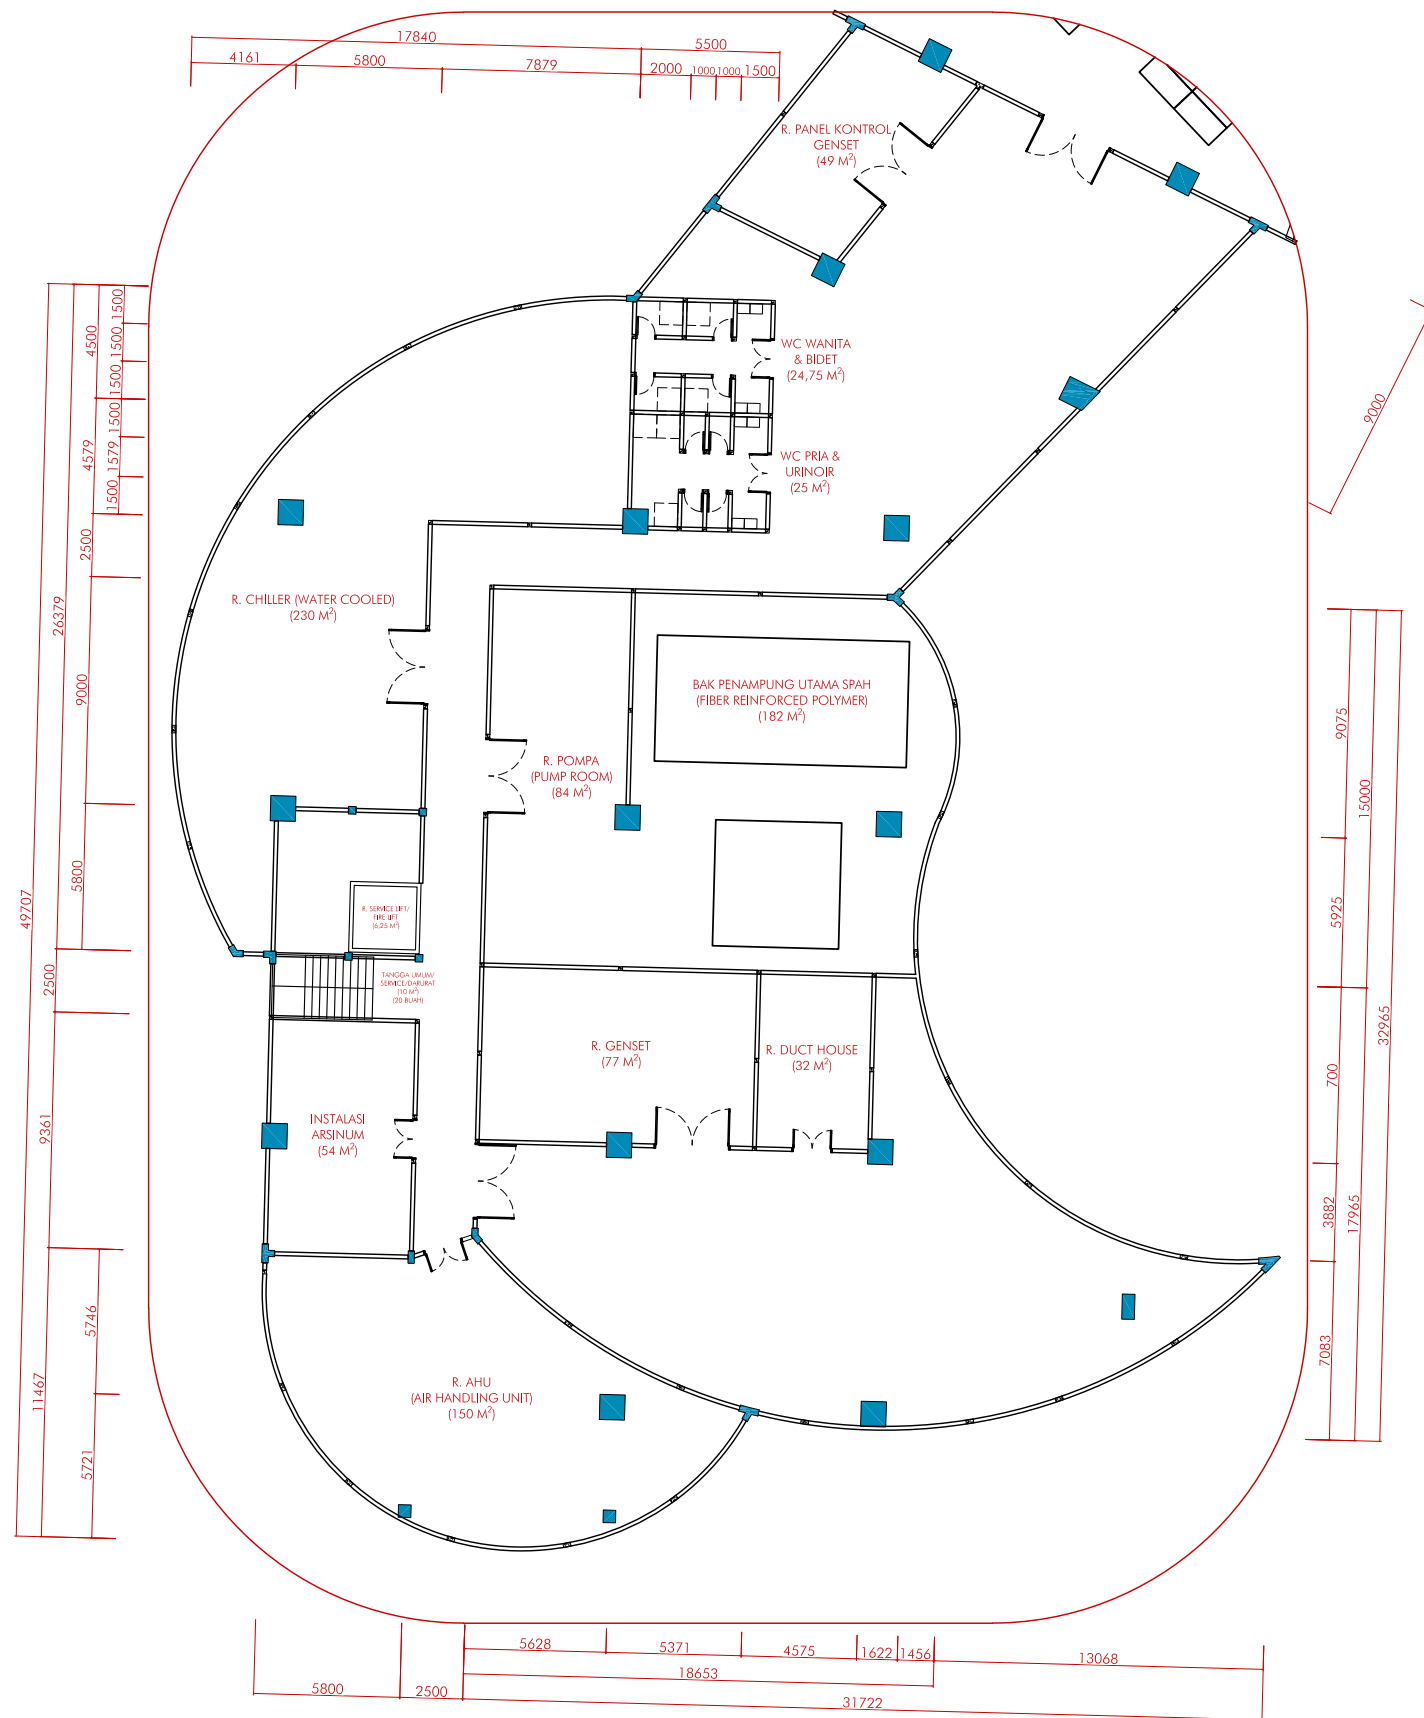 17840
5500
4161
5800
7879
2000
1000
1000
1500
R. PANEL KONTROL
GENSET
(49 M²)
WC WANITA
& BIDET
(24,75 M²)
WC PRIA &
URINOIR
(25 M²)
R. CHILLER (WATER COOLED)
(230 M²)
BAK PENAMPUNG UTAMA SPAH
(FIBER REINFORCED POLYMER)
(182 M²)
R. POMPA
(PUMP ROOM)
(84 M²)
R. SERVICE LIFT/
FIRE LIFT
(6,25 M²)
TANGGA UMUM/
SERVICE/DARURAT
(10 M²)
(20 BUAH)
R. GENSET
(77 M²)
R. DUCT HOUSE
(32 M²)
INSTALASI
ARSINUM
(54 M²)
R. AHU
(AIR HANDLING UNIT)
(150 M²)
49707
26379
2500
11467
4500
4579
2500
9000
5800
9361
5746
5721
1500
1500
1500
1500
1579
1500
9000
9075
5925
700
3882
7083
15000
17965
32965
5628
5371
4575
1622
1456
13068
18653
5800
2500
31722